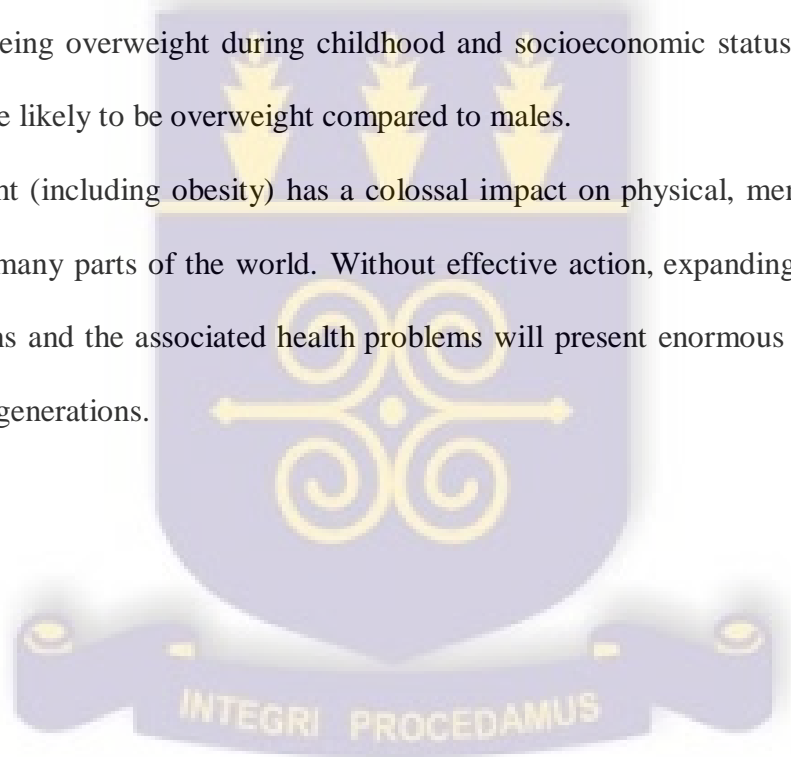 eing overweight during childhood and socioeconomic status
e likely to be overweight compared to males.
nt (including obesity) has a colossal impact on physical, mer
many parts of the world. Without effective action, expanding
ns and the associated health problems will present enormous
generations.
INTEGRI PROCEDAMUS